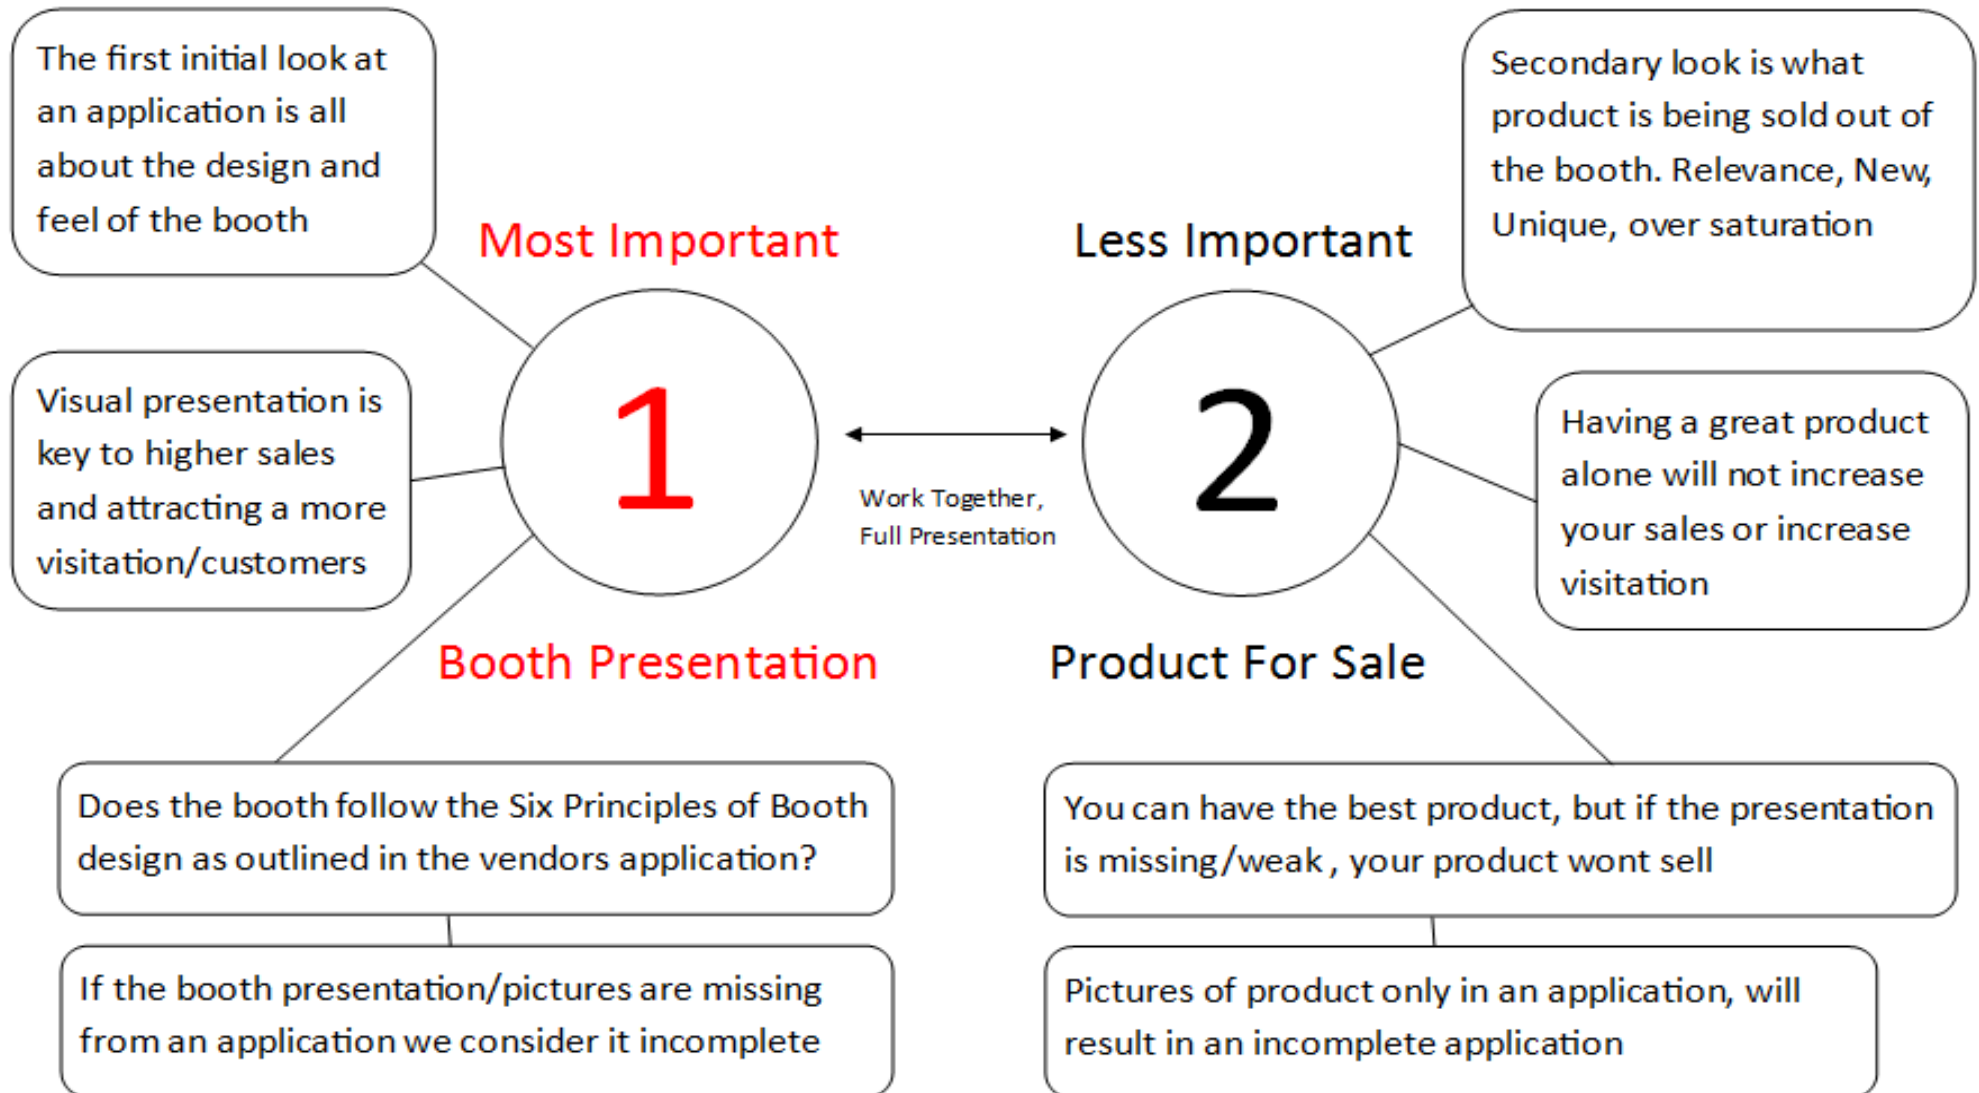 The first initial look at
an application is all
about the design and
feel of the booth
Visual presentation is
key to higher sales
and attracting a more
visitation/customers
Most Important
1
Booth Presentation
Does the booth follow the Six Principles of Booth
design as outlined in the vendors application?
If the booth presentation/pictures are missing
from an application we consider it incomplete
Work Together,
Full Presentation
Less Important
2
Product For Sale
Secondary look is what
product is being sold out of
the booth. Relevance, New,
Unique, over saturation
Having a great product
alone will not increase
your sales or increase
visitation
You can have the best product, but if the presentation
is missing/weak, your product wont sell
Pictures of product only in an application, will
result in an incomplete application